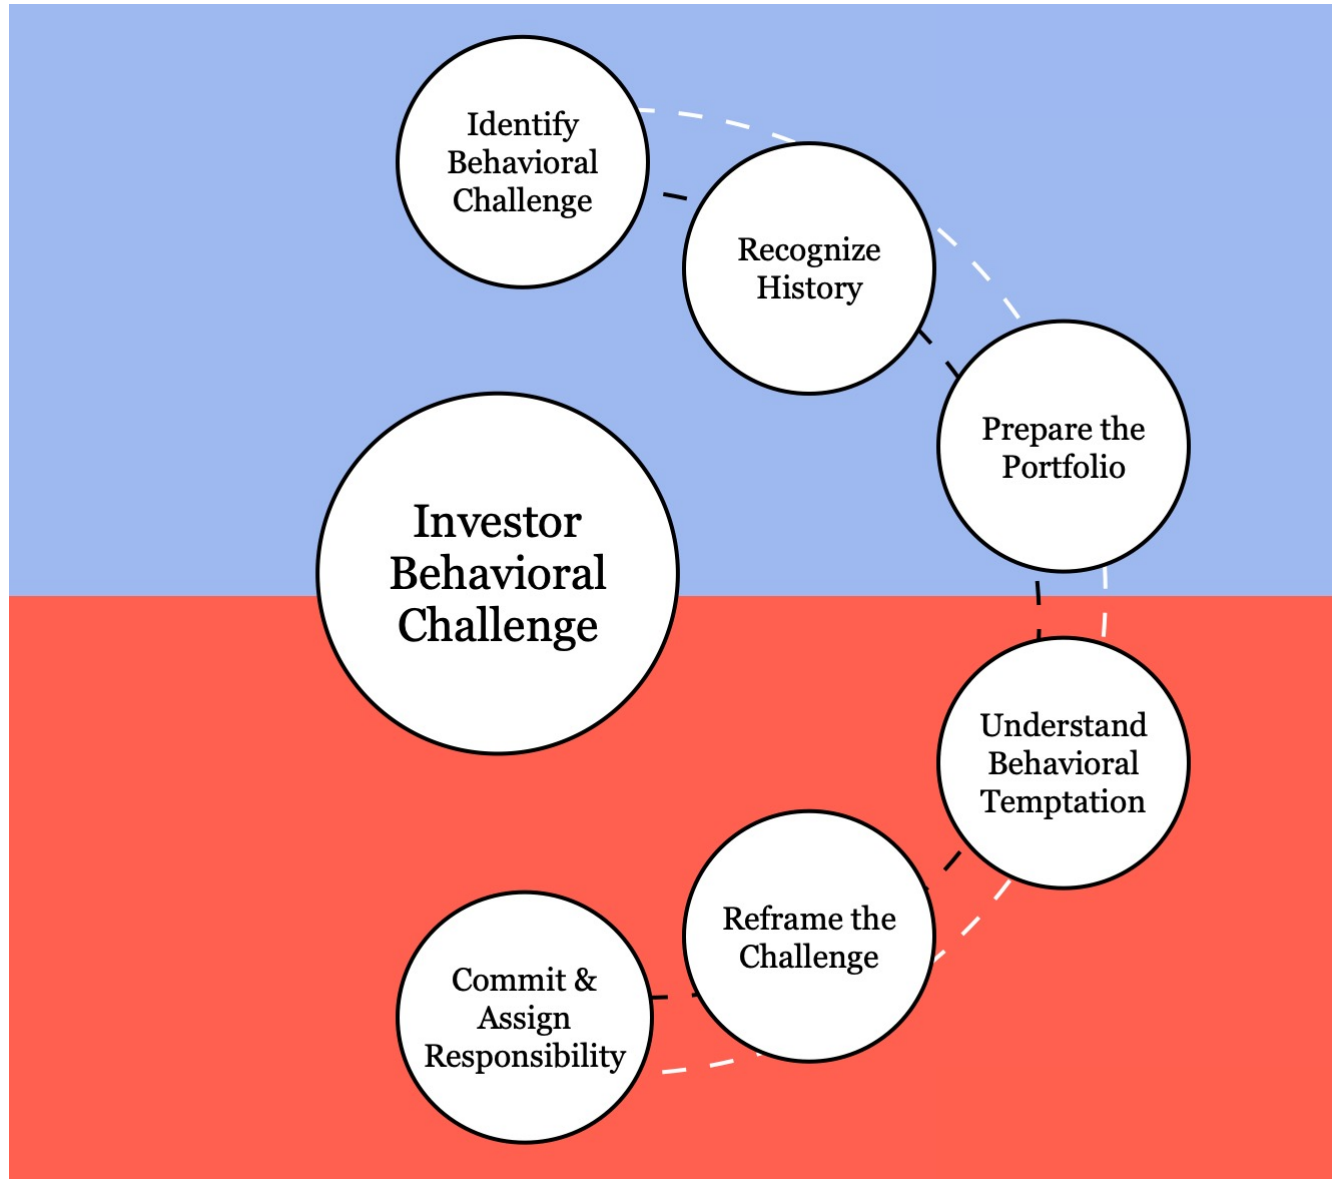 Identify
Behavioral
Challenge
Recognize
History
Prepare the
Portfolio
Investor
Behavioral
Challenge
Understand
Behavioral
Temptation
Reframe the
Challenge
Commit &
Assign
Responsibility